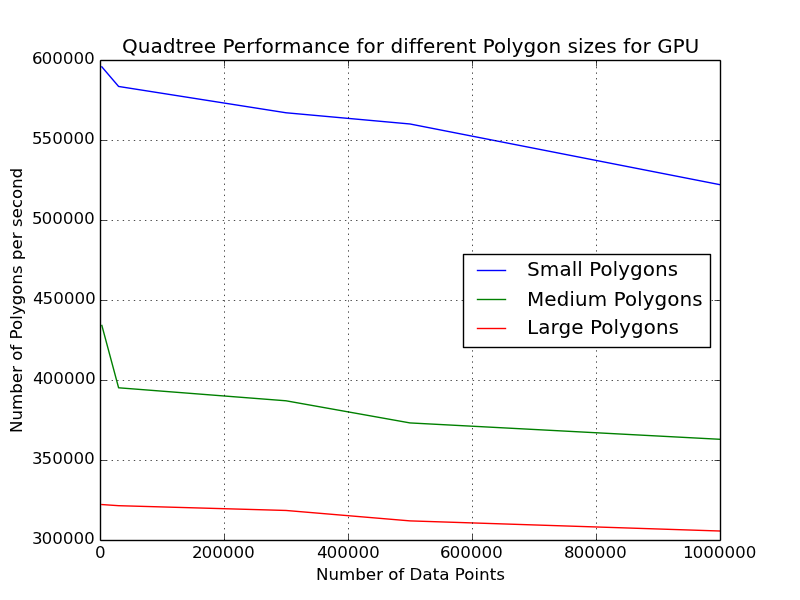 Quadtree Performance for different Polygon sizes for GPU
600000
550000
500000
450000
400000
350000
300000
Number of Polygons per second
Small Polygons
Medium Polygons
Large Polygons
0
200000
400000
600000
800000
1000000
Number of Data Points